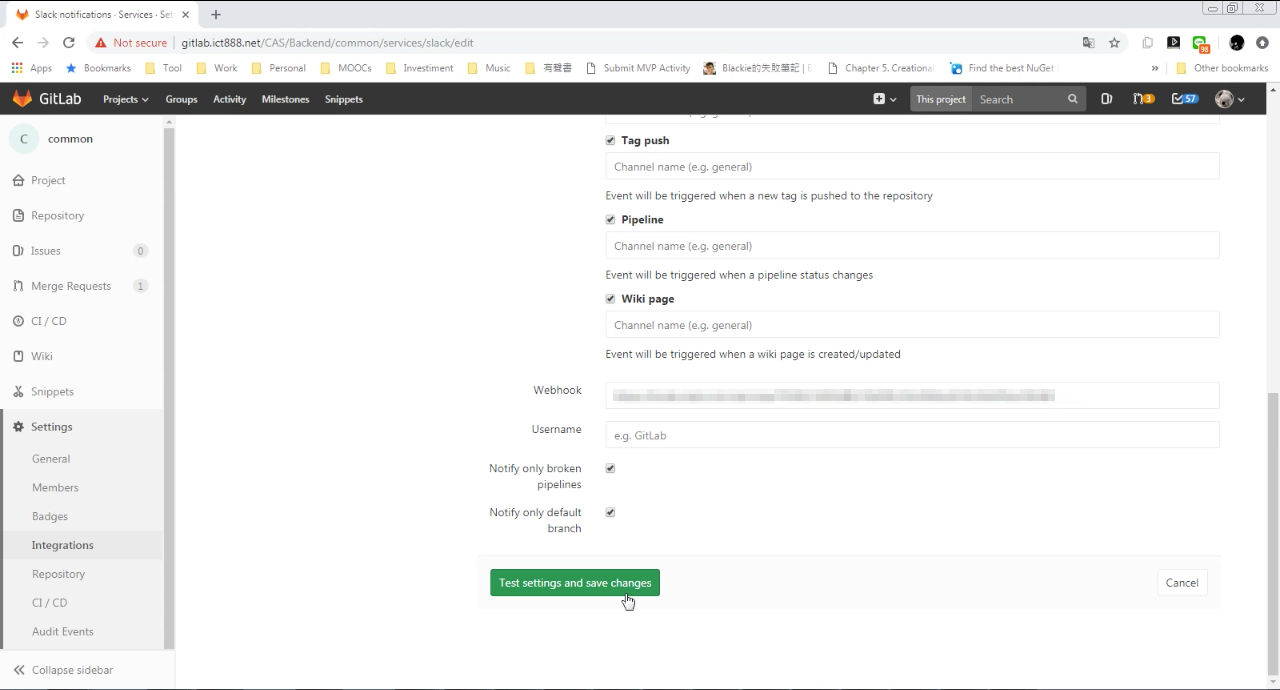 Slack notifications · Services · Set
Not secure
gitlab.ict888.net/CAS/Backend/common/services/slack/edit
98
Apps
Bookmarks
Tool
Work
Personal
MOOCs
Investiment
Music
有聲書
Submit MVP Activity
Blackie的失敗筆記 |
Chapter 5. Creationa
Find the best NuGet
»
Other bookmarks
GitLab
Projects
Groups
Activity
Milestones
Snippets
This project
Search
3
57
C
common
Project
Repository
Issues
0
Merge Requests
1
CI / CD
Wiki
Snippets
Settings
General
Members
Badges
Integrations
Repository
CI / CD
Audit Events
Collapse sidebar
Tag push
Channel name (e.g. general)
Event will be triggered when a new tag is pushed to the repository
Pipeline
Channel name (e.g. general)
Event will be triggered when a pipeline status changes
Wiki page
Channel name (e.g. general)
Event will be triggered when a wiki page is created/updated
Webhook
Username
e.g. GitLab
Notify only broken
pipelines
Notify only default
branch
Test settings and save changes
Cancel